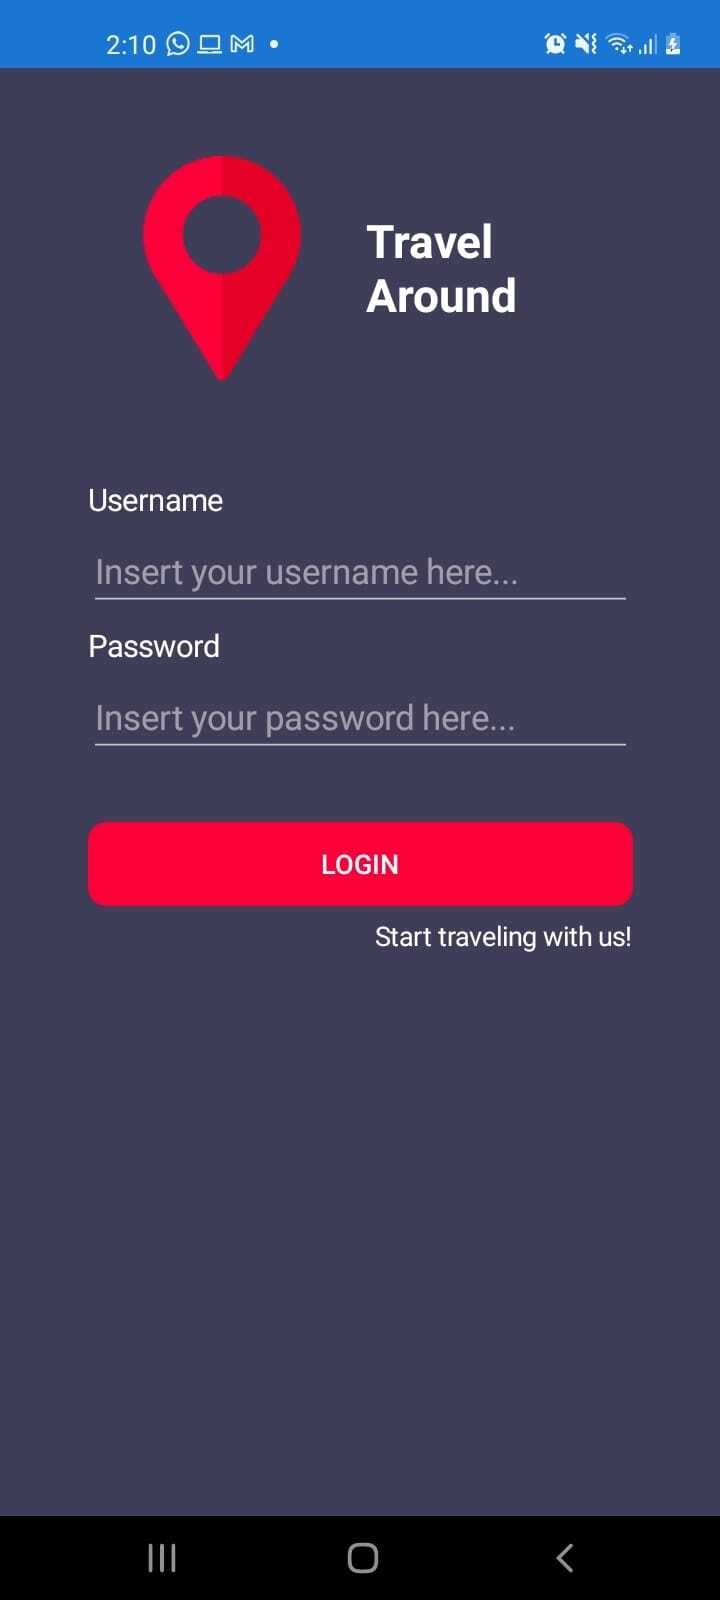 2:10
Travel
Around
Username
Insert your username here...
Password
Insert your password here...
LOGIN
Start traveling with us!